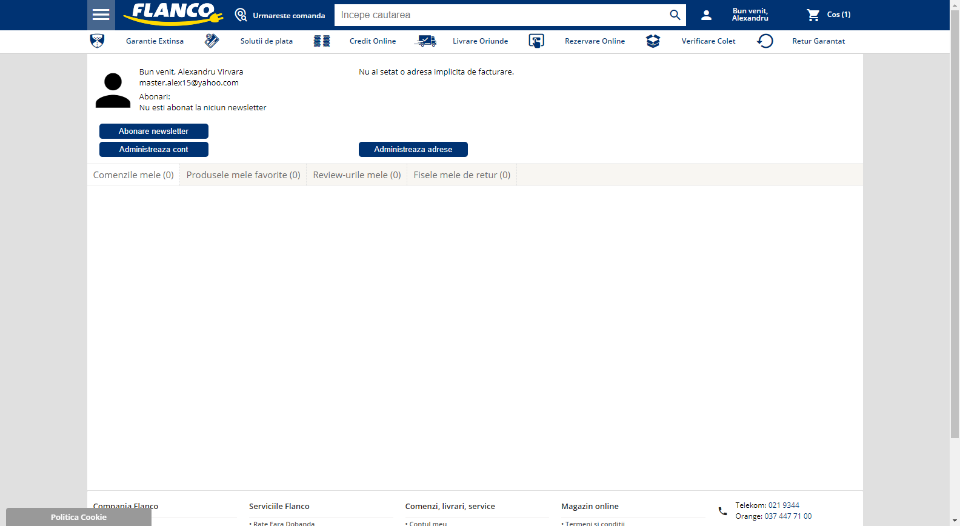 FLANCO
Urmareste comanda
Incepe cautarea
Bun venit,
Alexandru
Cos (1)
Garantie Extinsa
Solutii de plata
Credit Online
Livrare Oriunde
Rezervare Online
Verificare Colet
Retur Garantat
Bun venit, Alexandru Virvara
master.alex15@yahoo.com
Abonari:
Nu esti abonat la niciun newsletter
Nu ai setat o adresa implicita de facturare.
Abonare newsletter
Administreaza cont
Administreaza adrese
Comenzile mele (0)
Produsele mele favorite (0)
Review-urile mele (0)
Fisele mele de retur (0)
Compania Flanco
Serviciile Flanco
• Rate Fara Dobanda
Comenzi, livrari, service
• Contul meu
Magazin online
• Termeni si conditii
Telekom: 021 9344
Orange: 037 447 71 00
Politica Cookie